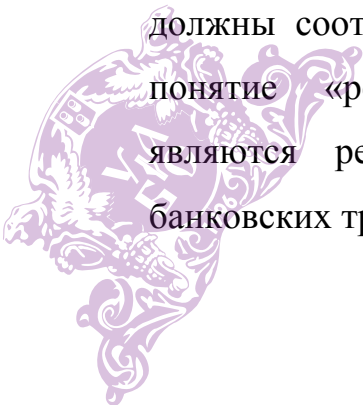 должны соот
понятие «р
являются ре
банковских тр